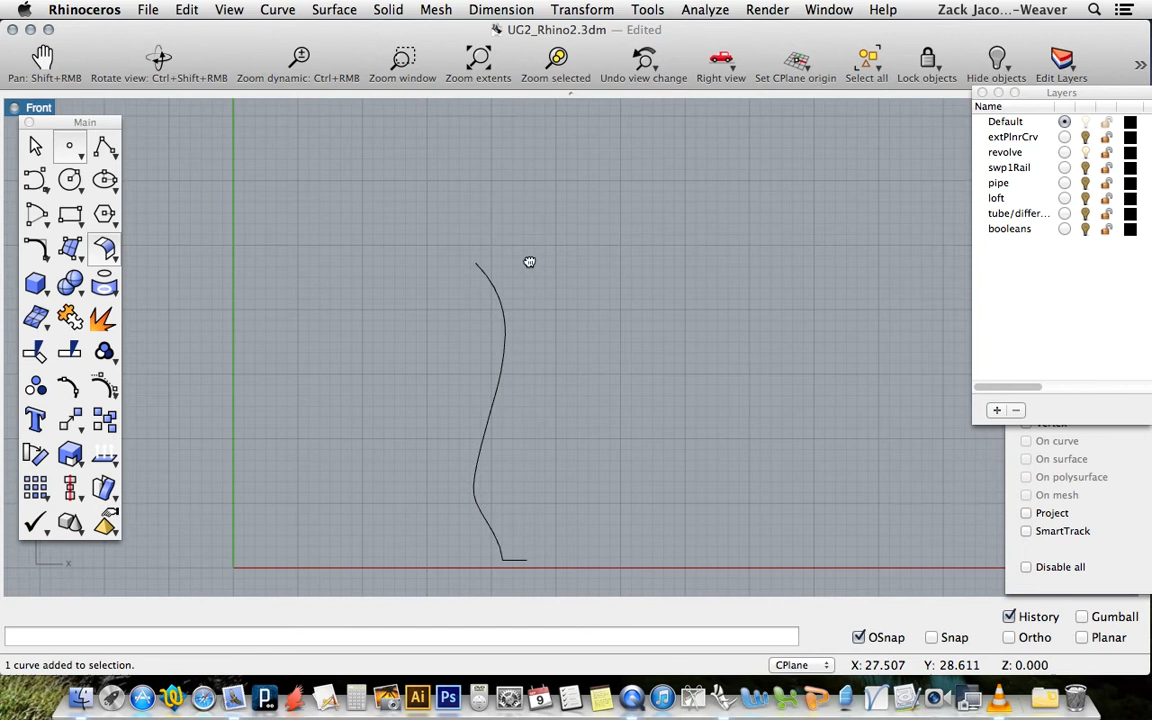 Rhinoceros File Edit View Curve Surface Solid Mesh Dimension Transform Tools Analyze Render Window Help Zack Jaco...-Weaver
UG2_Rhino2.3dm — Edited
Pan: Shift+RMB Rotate view: Ctrl+Shift+RMB Zoom dynamic: Ctrl+RMB Zoom window Zoom extents Zoom selected Undo view change Right view Set CPlane origin Select all Lock objects Hide objects Edit Layers
Layers
Front
Name
Main
Default
extPlnrCrv
revolve
swp1Rail
pipe
loft
tube/differ...
booleans
On curve
On surface
On polysurface
On mesh
Project
SmartTrack
x
Disable all
History Gumball
OSnap Snap Ortho Planar
1 curve added to selection. CPlane X: 27.507 Y: 28.611 Z: 0.000
Ai Ps 9